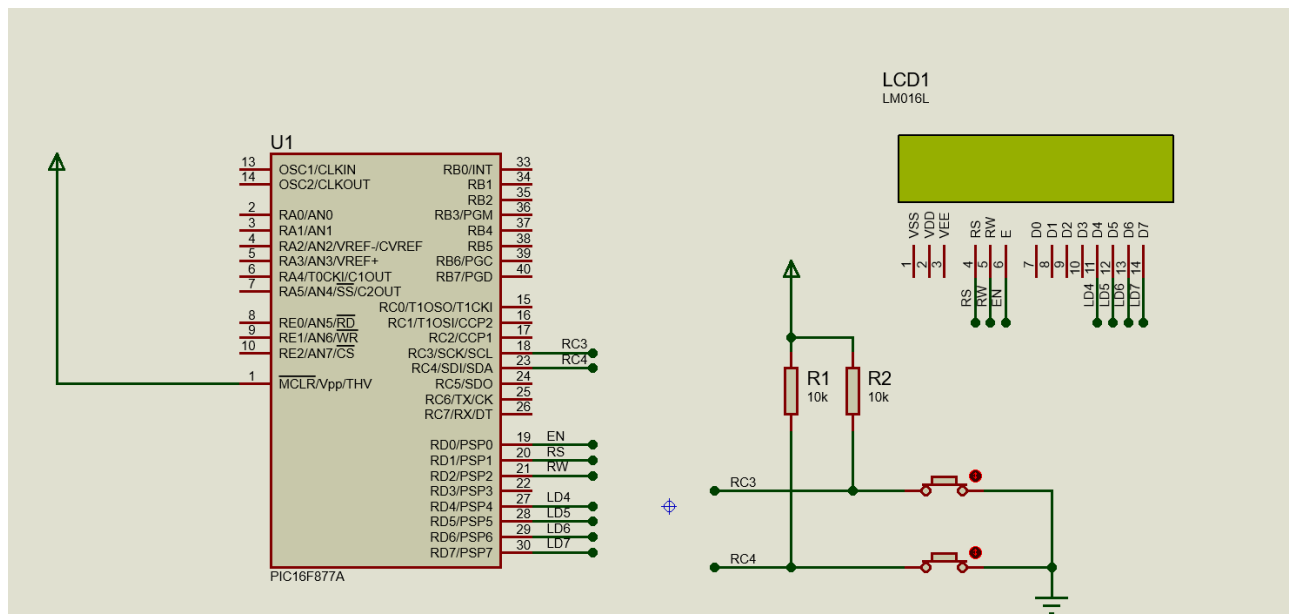 LCD1
LM016L
U1
13 OSC1/CLKIN RB0/INT 33
14 OSC2/CLKOUT RB1 34
RB2 35
2 RA0/AN0 RB3/PGM 36
3 RA1/AN1 RB4 37
4 RA2/AN2/VREF-/CVREF RB5 38
5 RA3/AN3/VREF+ RB6/PGC 39
6 RA4/T0CKI/C1OUT RB7/PGD 40
7 RA5/AN4/SS/C2OUT
RC0/T1OSO/T1CKI 15
8 RE0/AN5/RD RC1/T1OSI/CCP2 16
9 RE1/AN6/WR RC2/CCP1 17
10 RE2/AN7/CS RC3/SCK/SCL 18 RC3
RC4/SDI/SDA 23 RC4
1 MCLR/Vpp/THV RC5/SDO 24
RC6/TX/CK 25
RC7/RX/DT 26
RD0/PSP0 19 EN
RD1/PSP1 20 RS
RD2/PSP2 21 RW
RD3/PSP3 22
RD4/PSP4 27 LD4
RD5/PSP5 28 LD5
RD6/PSP6 29 LD6
RD7/PSP7 30 LD7
PIC16F877A
VSS VDD VEE RS RW E D0 D1 D2 D3 D4 D5 D6 D7
1 2 3 4 5 6 7 8 9 10 11 12 13 14
RS RW EN LD4 LD5 LD6 LD7
R1 R2
10k 10k
RC3
RC4